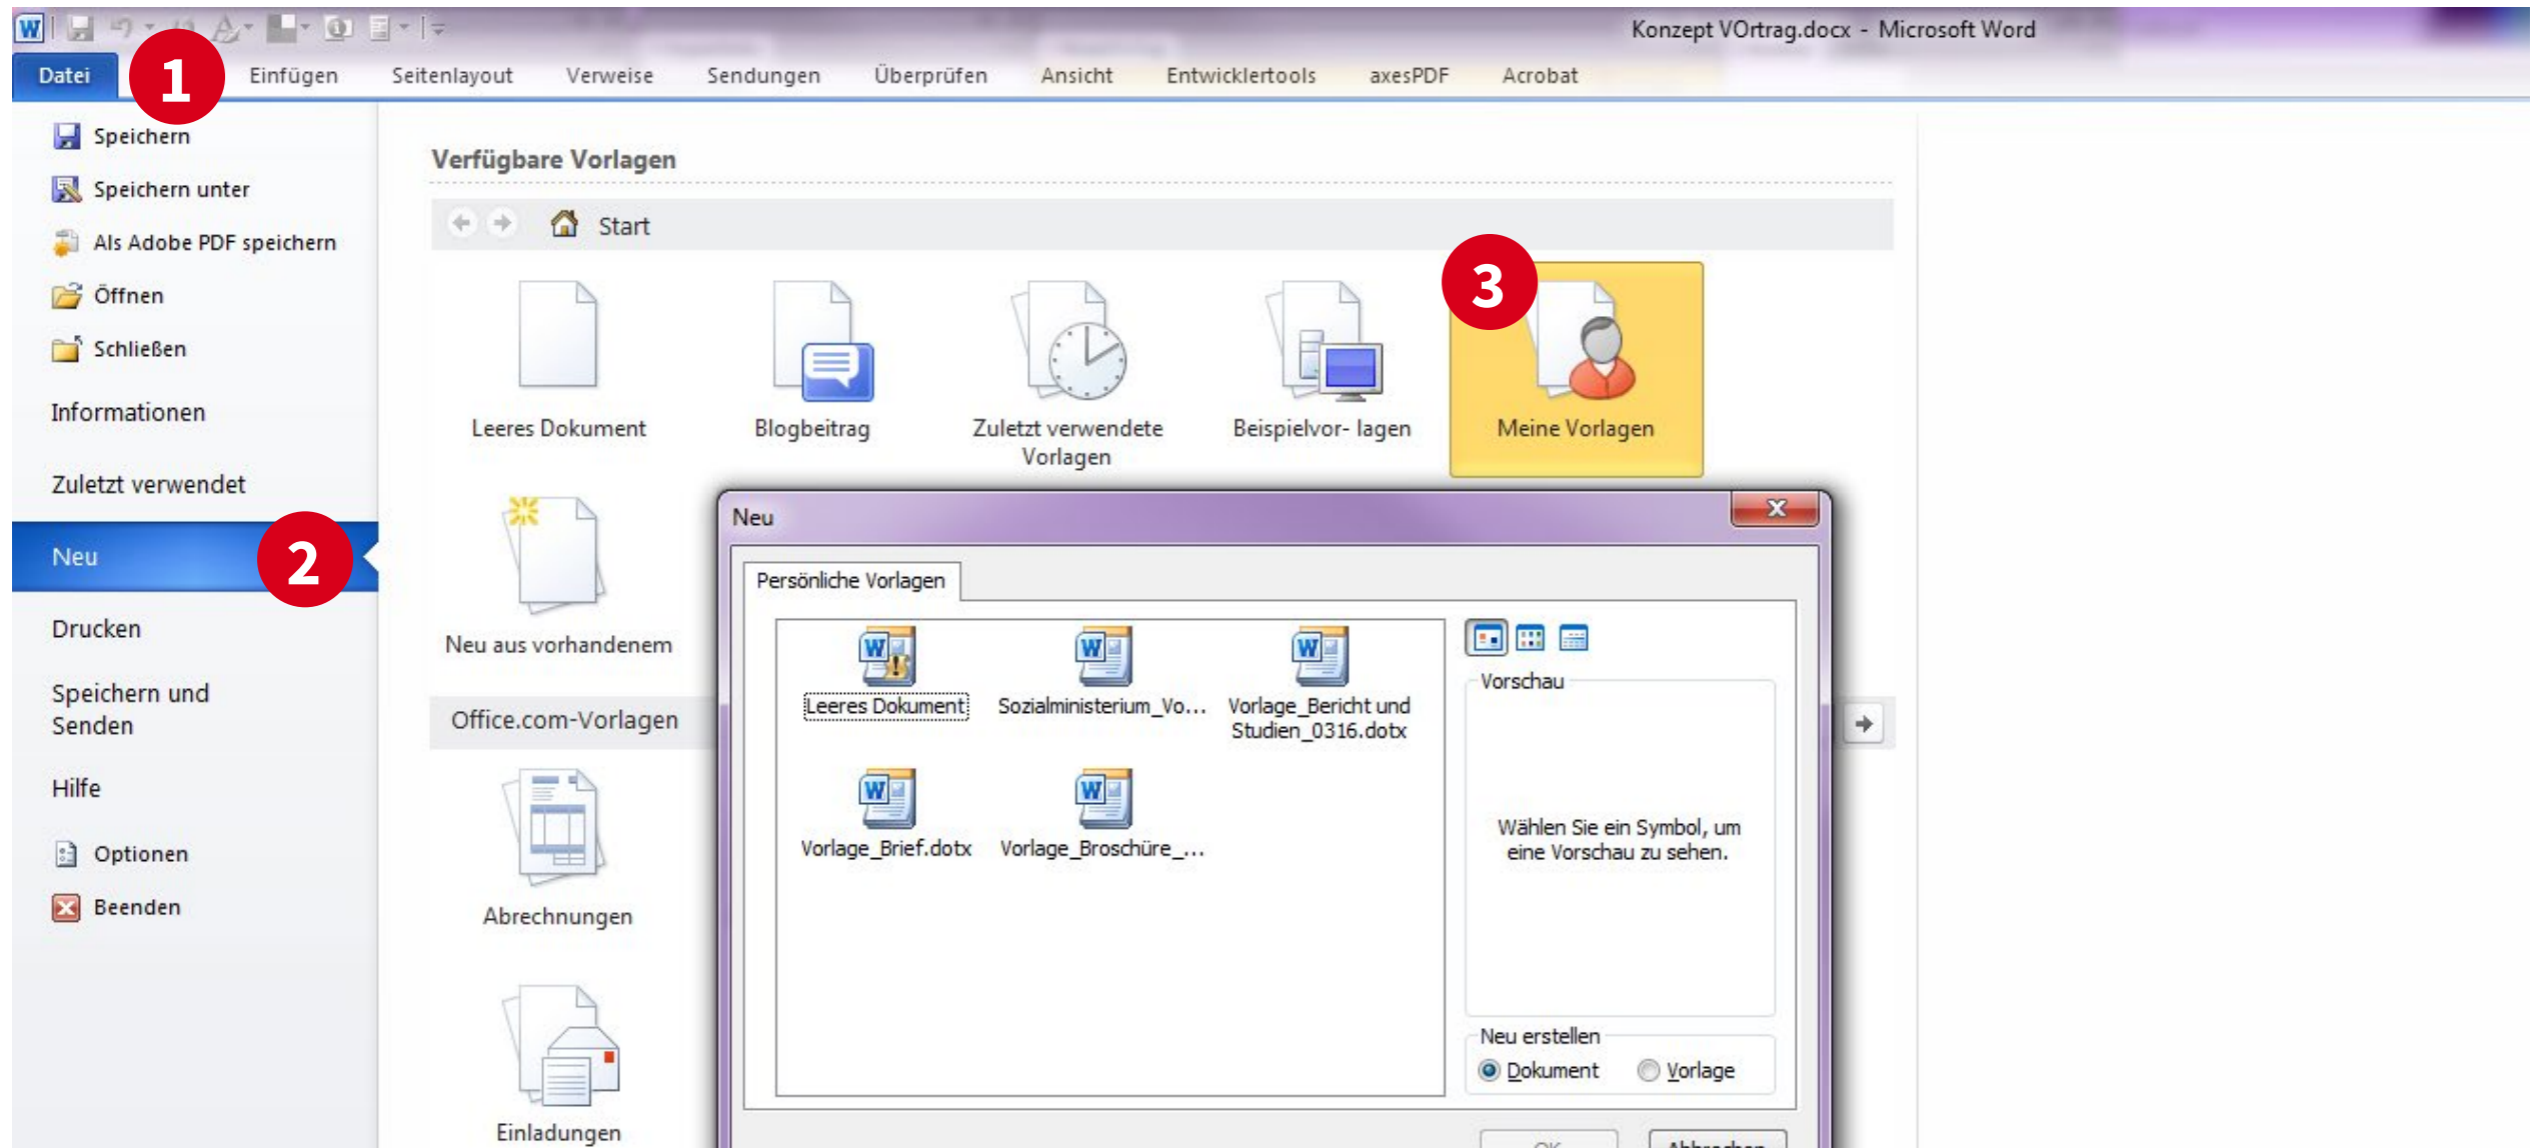 Konzept VOrtrag.docx - Microsoft Word
Datei
1
Einfügen
Seitenlayout
Verweise
Sendungen
Überprüfen
Ansicht
Entwicklertools
axesPDF
Acrobat
Speichern
Speichern unter
Als Adobe PDF speichern
Öffnen
Schließen
Informationen
Zuletzt verwendet
Neu
2
Drucken
Speichern und
Senden
Hilfe
Optionen
Beenden
Verfügbare Vorlagen
Start
3
Leeres Dokument
Blogbeitrag
Zuletzt verwendete
Vorlagen
Beispielvor- lagen
Meine Vorlagen
Neu aus vorhandenem
Office.com-Vorlagen
Abrechnungen
Einladungen
Neu
Persönliche Vorlagen
Leeres Dokument
Sozialministerium_Vo...
Vorlage_Bericht und
Studien_0316.dotx
Vorlage_Brief.dotx
Vorlage_Broschüre_...
Vorschau
Wählen Sie ein Symbol, um
eine Vorschau zu sehen.
Neu erstellen
Dokument
Vorlage
OK
Abbrechen